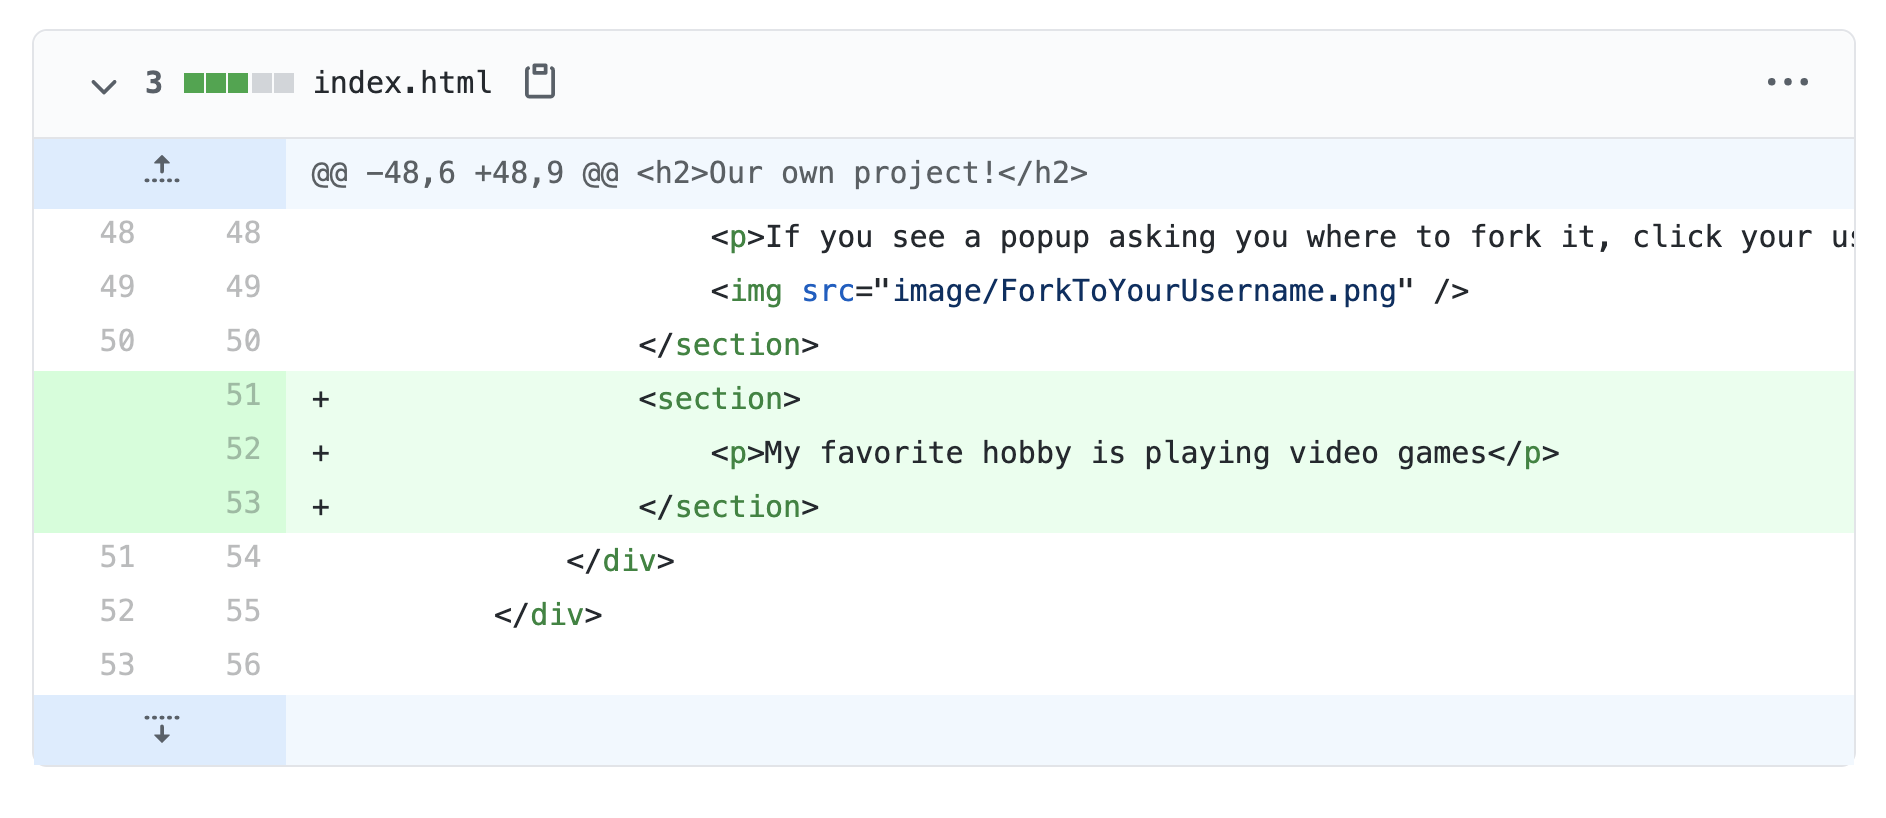 3 index.html
@@ -48,6 +48,9 @@ <h2>Our own project!</h2>
48 48 <p>If you see a popup asking you where to fork it, click your
49 49 <img src="image/ForkToYourUsername.png" />
50 50 </section>
51 + <section>
52 + <p>My favorite hobby is playing video games</p>
53 + </section>
51 54 </div>
52 55 </div>
53 56